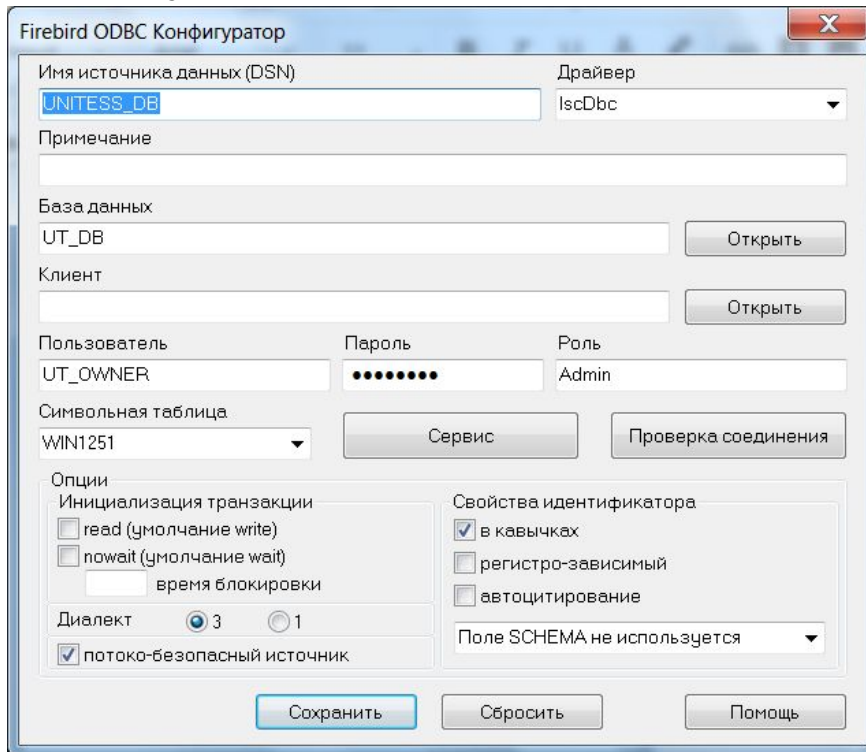 Firebird ODBC Конфигуратор
Имя источника данных (DSN) Драйвер
UNITESS_DB IscDbc
Примечание
База данных
UT_DB Открыть
Клиент
Открыть
Пользователь Пароль Роль
UT_OWNER ●●●●●●●● Admin
Символьная таблица
WIN1251 Сервис Проверка соединения
Опции
Инициализация транзакции Свойства идентификатора
read (умолчание write) в кавычках
nowait (умолчание wait) регистро-зависимый
время блокировки автоцитирование
Диалект 3 1
Поле SCHEMA не используется
потоко-безопасный источник
Сохранить Сбросить Помощь